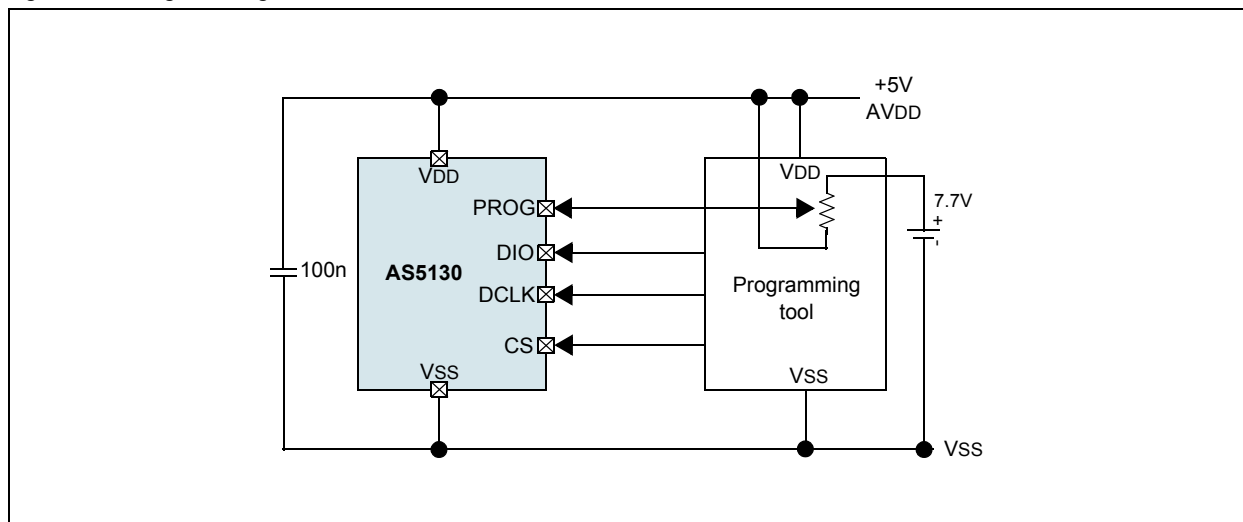 +5V
AVDD
VDD
VDD
PROG
7.7V
+
-
DIO
100n
AS5130
DCLK
Programming
tool
CS
VSS
VSS
VSS